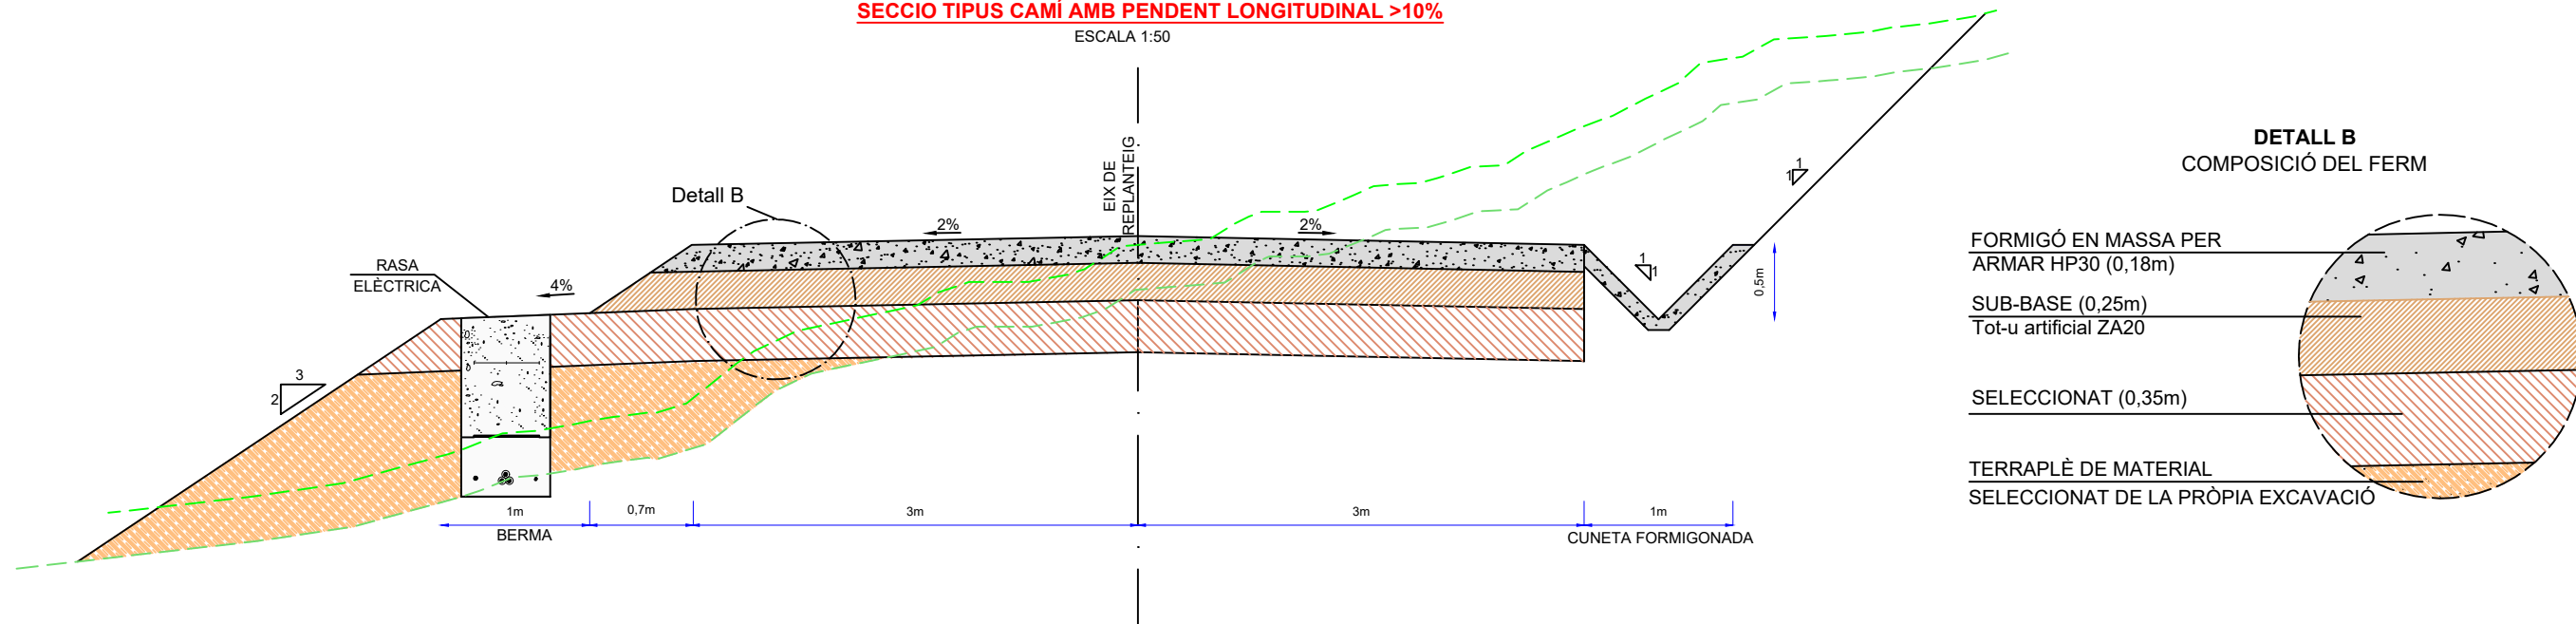 SECCIO TIPUS CAMÍ AMB PENDENT LONGITUDINAL >10%
ESCALA 1:50
EIX DE
REPLANTEIG
Detall B
2%
2%
RASA
ELÈCTRICA
4%
3
2
1
1
1
1
0,5m
1m
0,7m
3m
3m
1m
BERMA
CUNETA FORMIGONADA
DETALL B
COMPOSICIÓ DEL FERM
FORMIGÓ EN MASSA PER
ARMAR HP30 (0,18m)
SUB-BASE (0,25m)
Tot-u artificial ZA20
SELECCIONAT (0,35m)
TERRAPLÈ DE MATERIAL
SELECCIONAT DE LA PRÒPIA EXCAVACIÓ